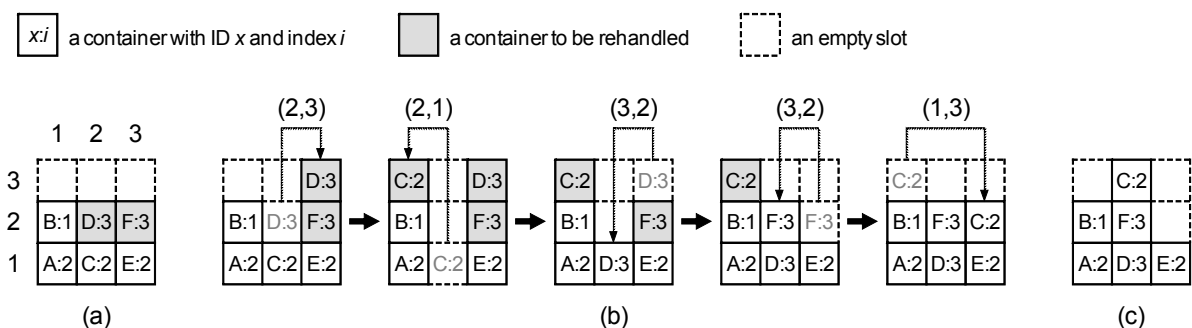 x:i a container with ID x and index i a container to be rehandled an empty slot
(2,3) (2,1) (3,2) (3,2) (1,3)
1 2 3
3 D:3 C:2 D:3 C:2 D:3 C:2 C:2 C:2
2 B:1 D:3 F:3 B:1 D:3 F:3 B:1 F:3 B:1 F:3 B:1 F:3 F:3 B:1 F:3 C:2 B:1 F:3
1 A:2 C:2 E:2 A:2 C:2 E:2 A:2 C:2 E:2 A:2 D:3 E:2 A:2 D:3 E:2 A:2 D:3 E:2 A:2 D:3 E:2
(a) (b) (c)